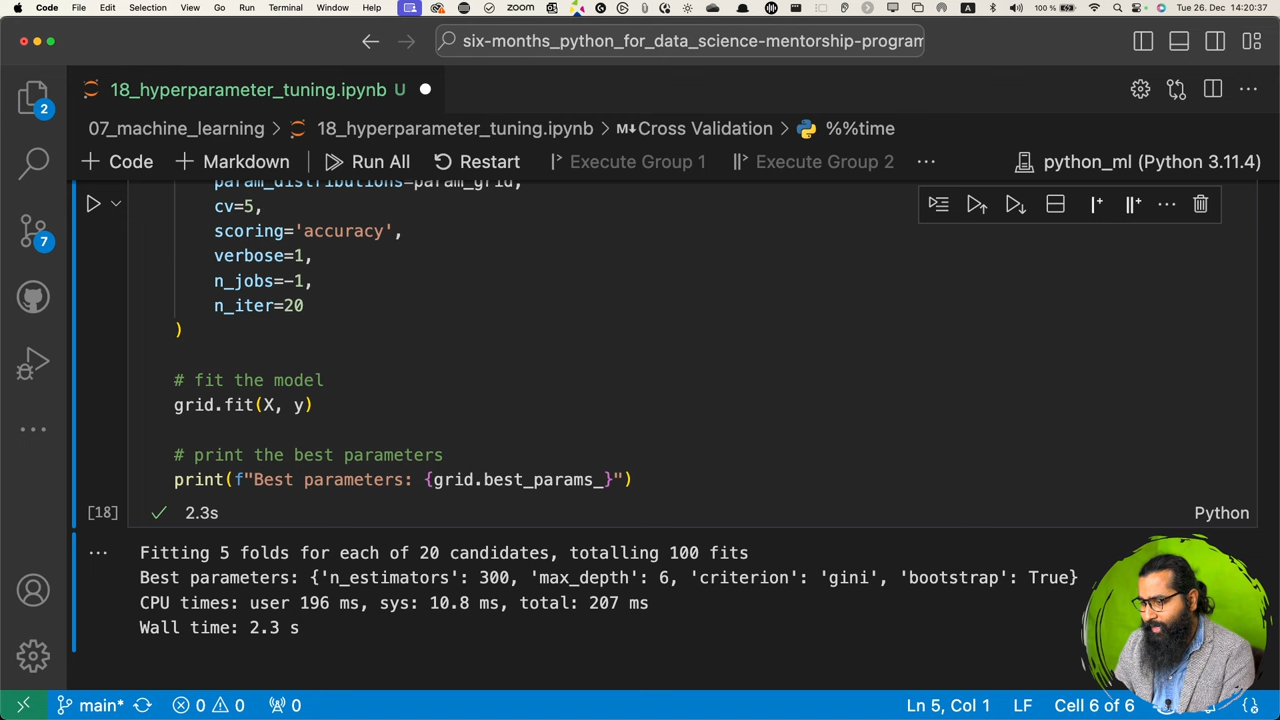 Code File Edit Selection View Go Run Terminal Window Help zoom A 100 % Tue 26. Dec 14:20:37
six-months_python_for_data_science-mentorship-program
2
18_hyperparameter_tuning.ipynb U
07_machine_learning > 18_hyperparameter_tuning.ipynb > M Cross Validation > %%time
+ Code + Markdown Run All Restart Execute Group 1 Execute Group 2 ... python_ml (Python 3.11.4)
param_distributions=param_grid,
cv=5,
scoring='accuracy',
7
verbose=1,
n_jobs=-1,
n_iter=20
)
# fit the model
grid.fit(X, y)
# print the best parameters
print(f"Best parameters: {grid.best_params_}")
[18] 2.3s Python
Fitting 5 folds for each of 20 candidates, totalling 100 fits
Best parameters: {'n_estimators': 300, 'max_depth': 6, 'criterion': 'gini', 'bootstrap': True}
CPU times: user 196 ms, sys: 10.8 ms, total: 207 ms
Wall time: 2.3 s
main* 0 0 0 Ln 5, Col 1 LF Cell 6 of 6